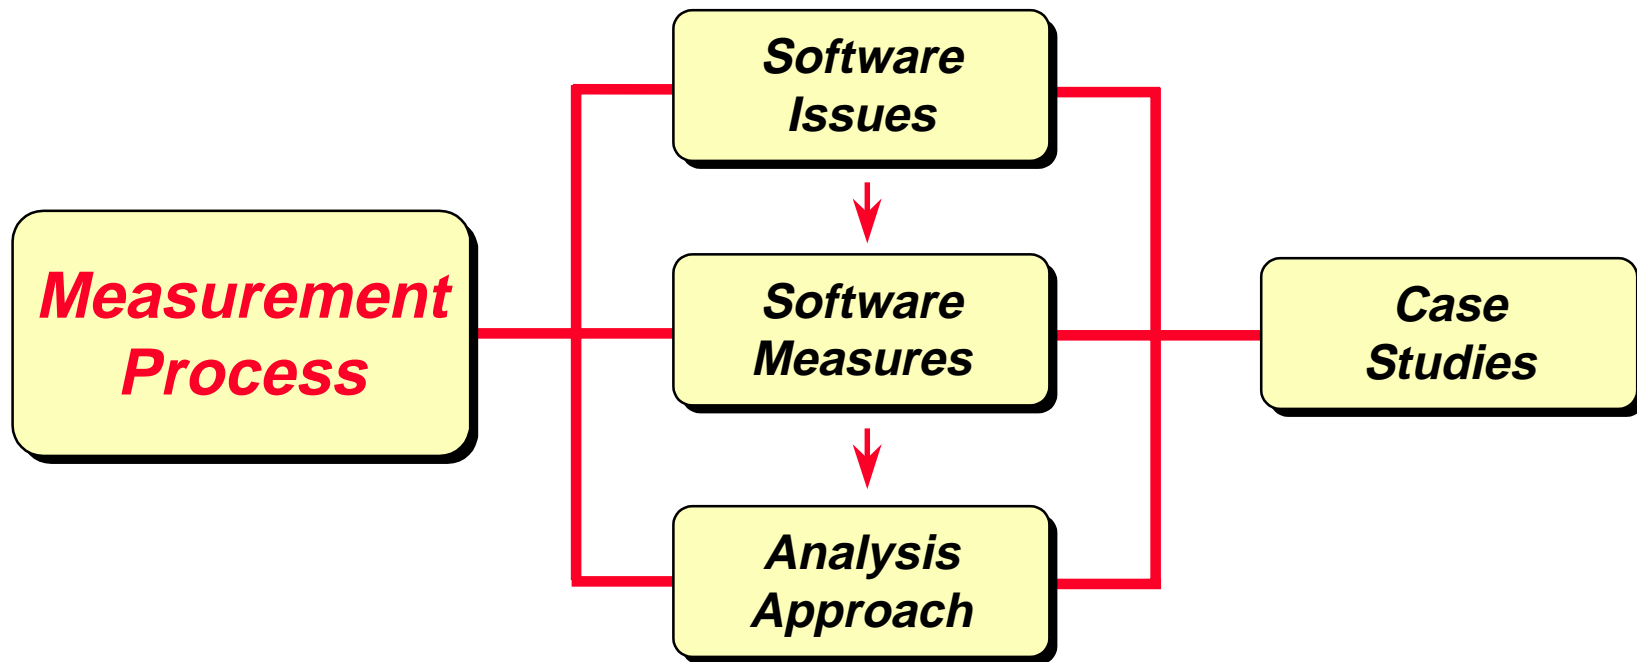 Software
Issues
Measurement
Process
Software
Measures
Case
Studies
Analysis
Approach